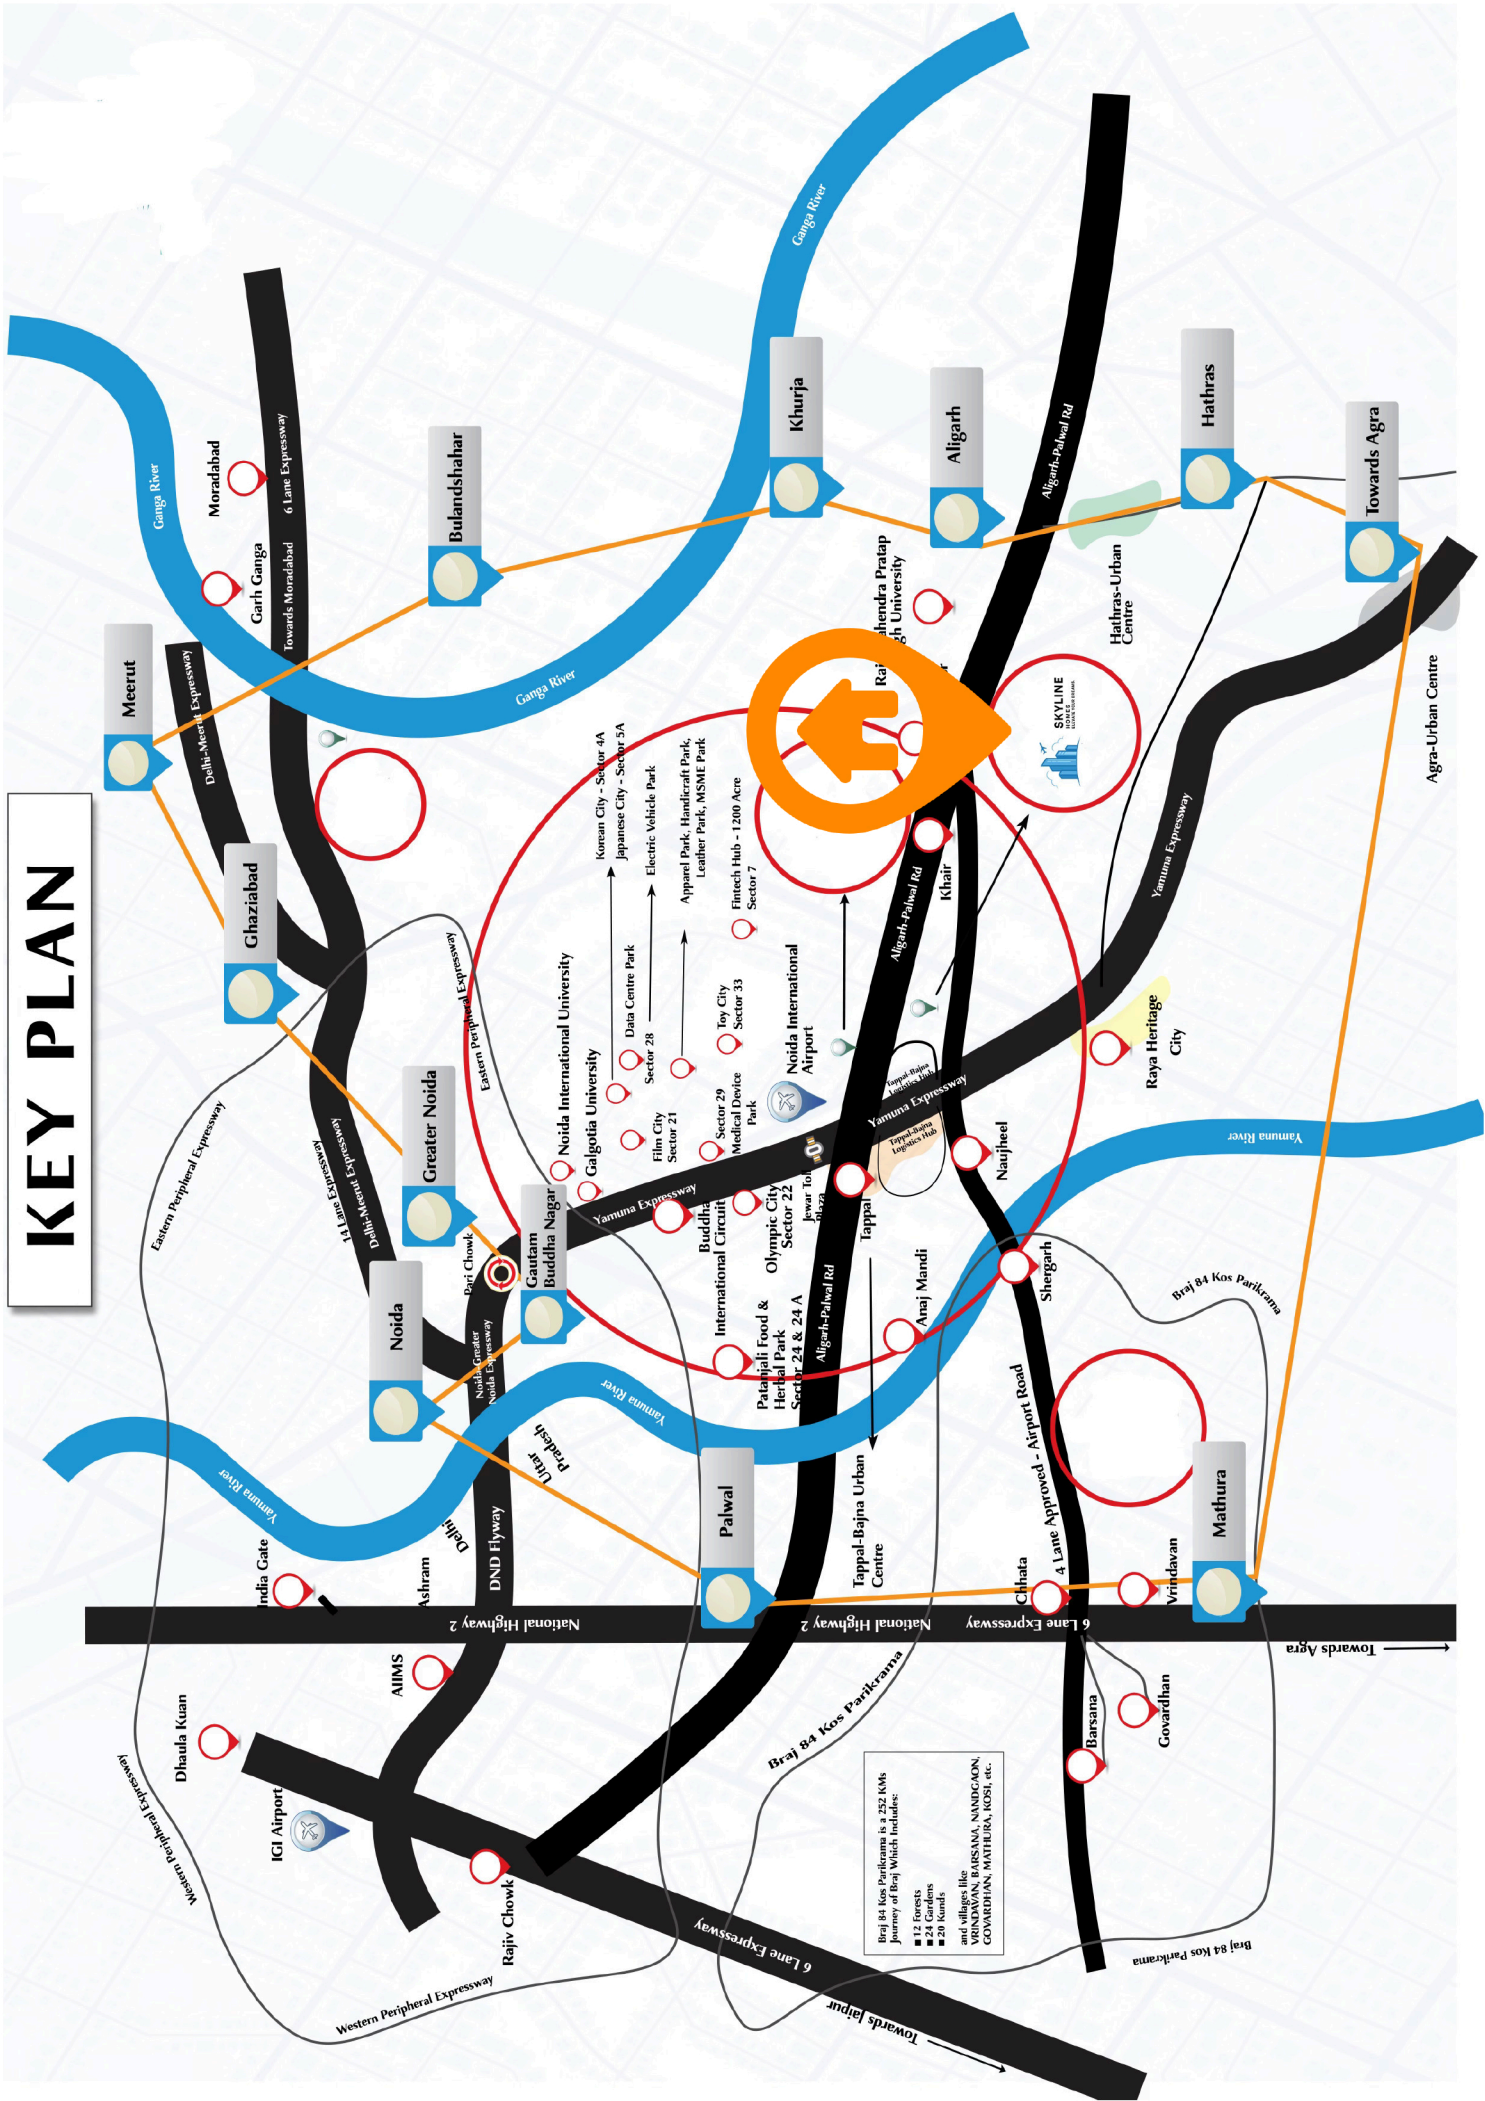 KEY PLAN
Meerut
Ghaziabad
Greater Noida
Noida
Gautam
Buddha Nagar
Bulandshahar
Khurja
Aligarh
Hathras
Towards Agra
Palwal
Mathura
Moradabad
Garh Ganga
Ganga River
Ganga River
Ganga River
6 Lane Expressway
Towards Moradabad
Delhi-Meerut Expressway
14 Lane Expressway
Delhi-Meerut Expressway
Eastern Peripheral Expressway
Eastern Peripheral Expressway
Pari Chowk
Noida-Greater
Noida Expressway
Yamuna River
Yamuna River
Yamuna River
Uttar
Pradesh
Delhi
DND Flyway
India Gate
Ashram
AIIMS
Dhaula Kuan
IGI Airport
Rajiv Chowk
Western Peripheral Expressway
Western Peripheral Expressway
National Highway 2
National Highway 2
6 Lane Expressway
Towards Agra
6 Lane Expressway
Towards Jaipur
Korean City - Sector 4A
Japanese City - Sector 5A
Electric Vehicle Park
Apparel Park, Handicraft Park,
Leather Park, MSME Park
Fintech Hub - 1200 Acre
Sector 7
Noida International University
Galgotia University
Data Centre Park
Sector 28
Toy City
Sector 33
Film City
Sector 21
Sector 29
Medical Device
Park
Noida International
Airport
Yamuna Expressway
Buddha
International Circuit
Olympic City
Sector 22
Jewar Toll
Plaza
Patanjali Food &
Herbal Park
Sector 24 & 24 A
Aligarh-Palwal Rd
Aligarh-Palwal Rd
Aligarh-Palwal Rd
Tappal
Tappal-Bajna
Logistics Hub
Tappal-Bajna
Logistics Hub
Yamuna Expressway
Yamuna Expressway
Tappal-Bajna Urban
Centre
Anaj Mandi
Naujheel
Shergarh
Khair
University
SKYLINE
HOMES
Hathras-Urban
Centre
Agra-Urban Centre
Raya Heritage
City
4 Lane Approved - Airport Road
Chhata
Vrindavan
Barsana
Govardhan
Braj 84 Kos Parikrama
Braj 84 Kos Parikrama
Braj 84 Kos Parikrama
Braj 84 Kos Parikrama is a 252 KMs
Journey of Braj Which Includes:
■ 12 Forests
■ 24 Gardens
■ 20 Kunds
and villages like
VRINDAVAN, BARSANA, NANDGAON,
GOVARDHAN, MATHURA, KOSI, etc.